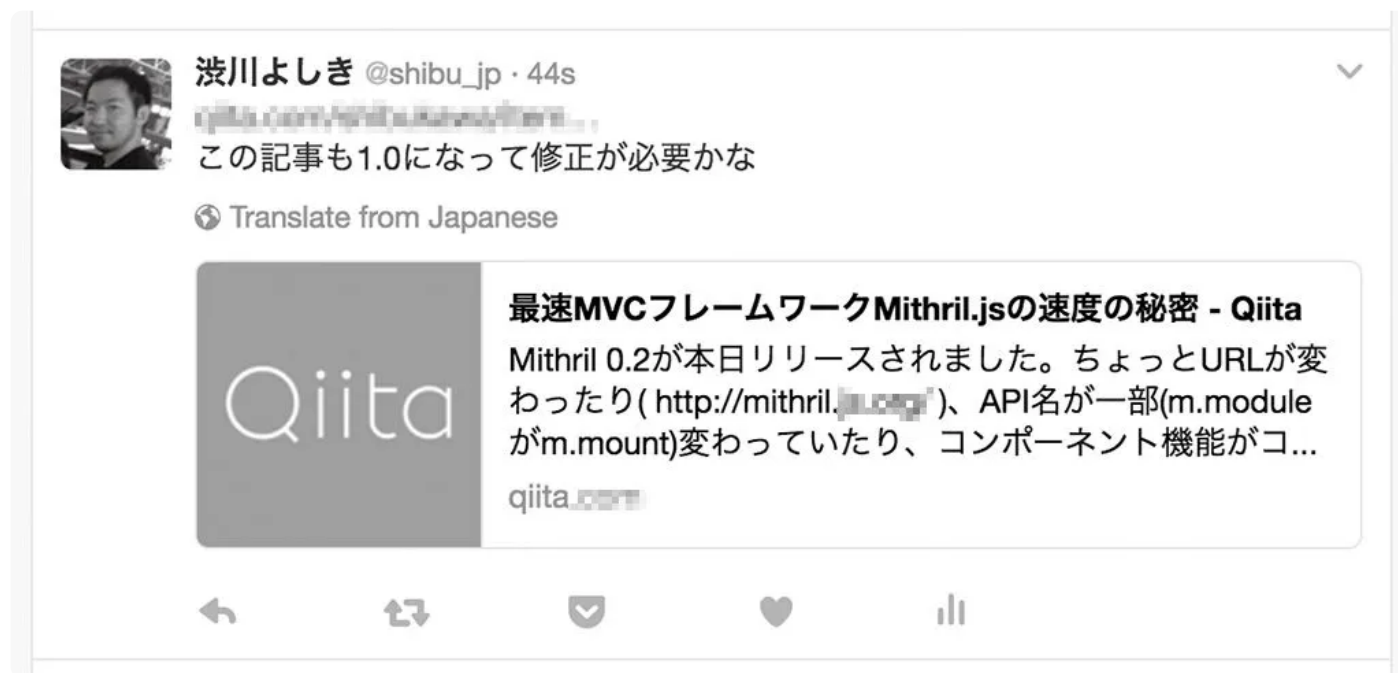 渋川よしき @shibu_jp · 44s
この記事も1.0になって修正が必要かな
Translate from Japanese
Qiita
最速MVCフレームワークMithril.jsの速度の秘密 - Qiita
Mithril 0.2が本日リリースされました。ちょっとURLが変
わったり( http://mithril. )、API名が一部(m.module
がm.mount)変わっていたり、コンポーネント機能がコ...
qiita